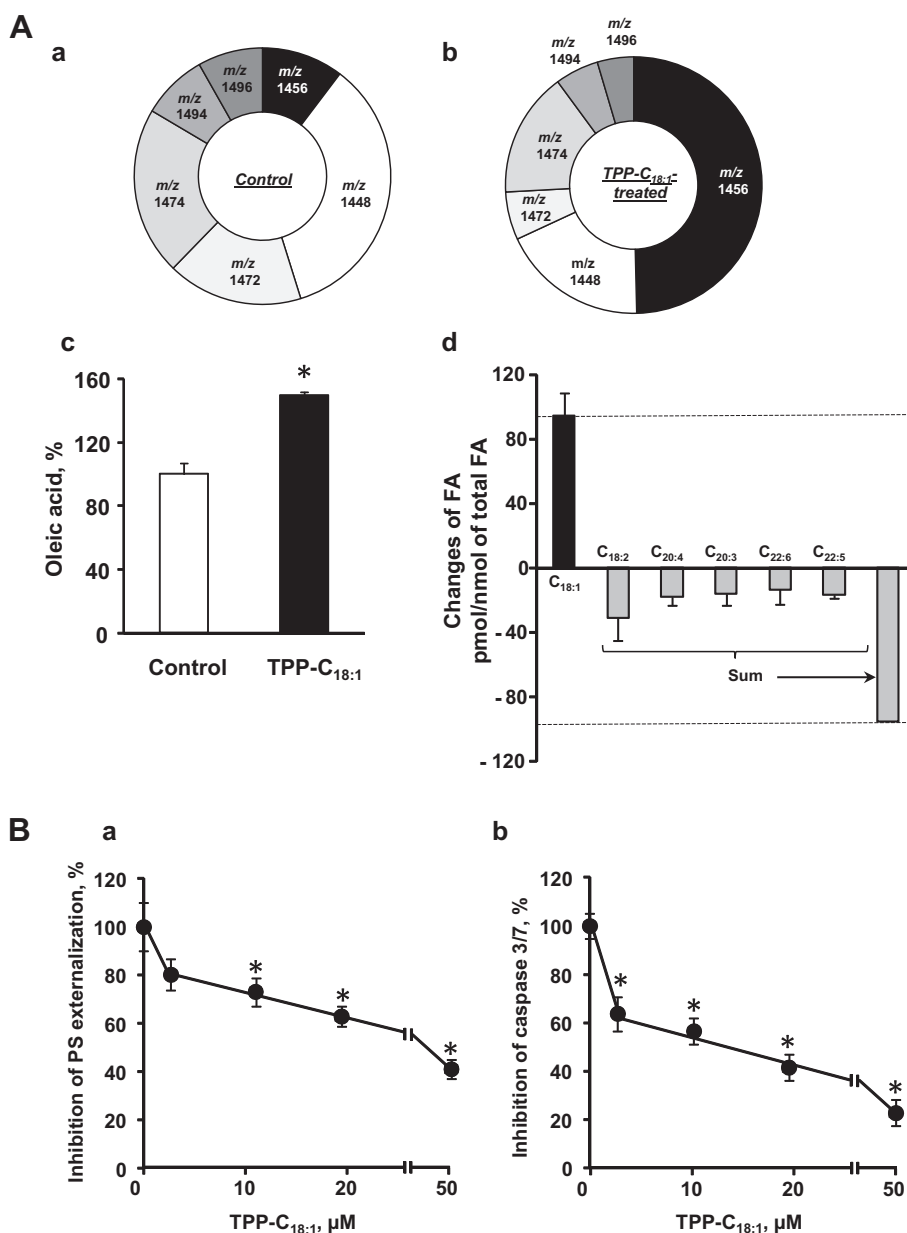 A
a
m/z
1456
m/z
1448
m/z
1472
m/z
1474
m/z
1494
m/z
1496
Control
b
m/z
1456
m/z
1448
m/z
1472
m/z
1474
m/z
1494
m/z
1496
TPP-C18:1-
treated
c
Oleic acid, %
160
120
80
40
0
*
Control
TPP-C18:1
d
Changes of FA
pmol/nmol of total FA
120
80
40
0
- 40
- 80
- 120
C18:1
C18:2
C20:4
C20:3
C22:6
C22:5
Sum
B
a
Inhibition of PS externalization, %
120
100
80
60
40
20
0
*
*
*
0
10
20
50
TPP-C18:1, µM
b
Inhibition of caspase 3/7, %
120
100
80
60
40
20
0
*
*
*
*
0
10
20
50
TPP-C18:1, µM